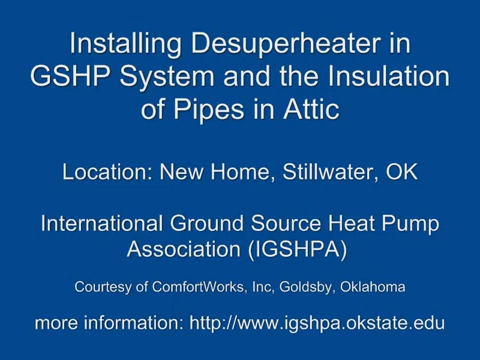 Installing Desuperheater in
GSHP System and the Insulation
of Pipes in Attic
Location: New Home, Stillwater, OK
International Ground Source Heat Pump
Association (IGSHPA)
Courtesy of ComfortWorks, Inc, Goldsby, Oklahoma
more information: http://www.igshpa.okstate.edu